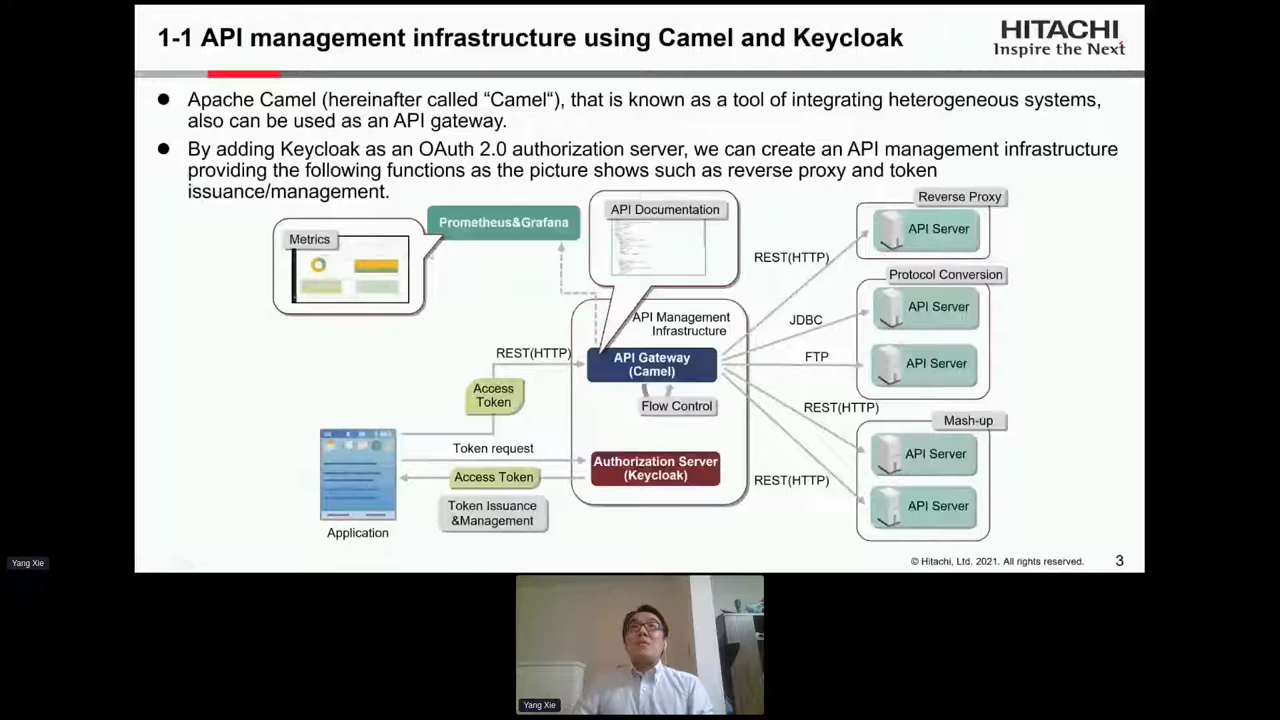 1-1 API management infrastructure using Camel and Keycloak
HITACHI
Inspire the Next
● Apache Camel (hereinafter called “Camel“), that is known as a tool of integrating heterogeneous systems,
also can be used as an API gateway.
● By adding Keycloak as an OAuth 2.0 authorization server, we can create an API management infrastructure
providing the following functions as the picture shows such as reverse proxy and token
issuance/management.
Metrics
Prometheus&Grafana
API Documentation
Reverse Proxy
API Server
REST(HTTP)
Protocol Conversion
API Server
JDBC
API Management
Infrastructure
REST(HTTP)
API Gateway
(Camel)
FTP
API Server
Access
Token
Flow Control
REST(HTTP)
Mash-up
Token request
API Server
Authorization Server
(Keycloak)
Access Token
REST(HTTP)
API Server
Token Issuance
&Management
Application
© Hitachi, Ltd. 2021. All rights reserved.
3
Yang Xie
Yang Xie